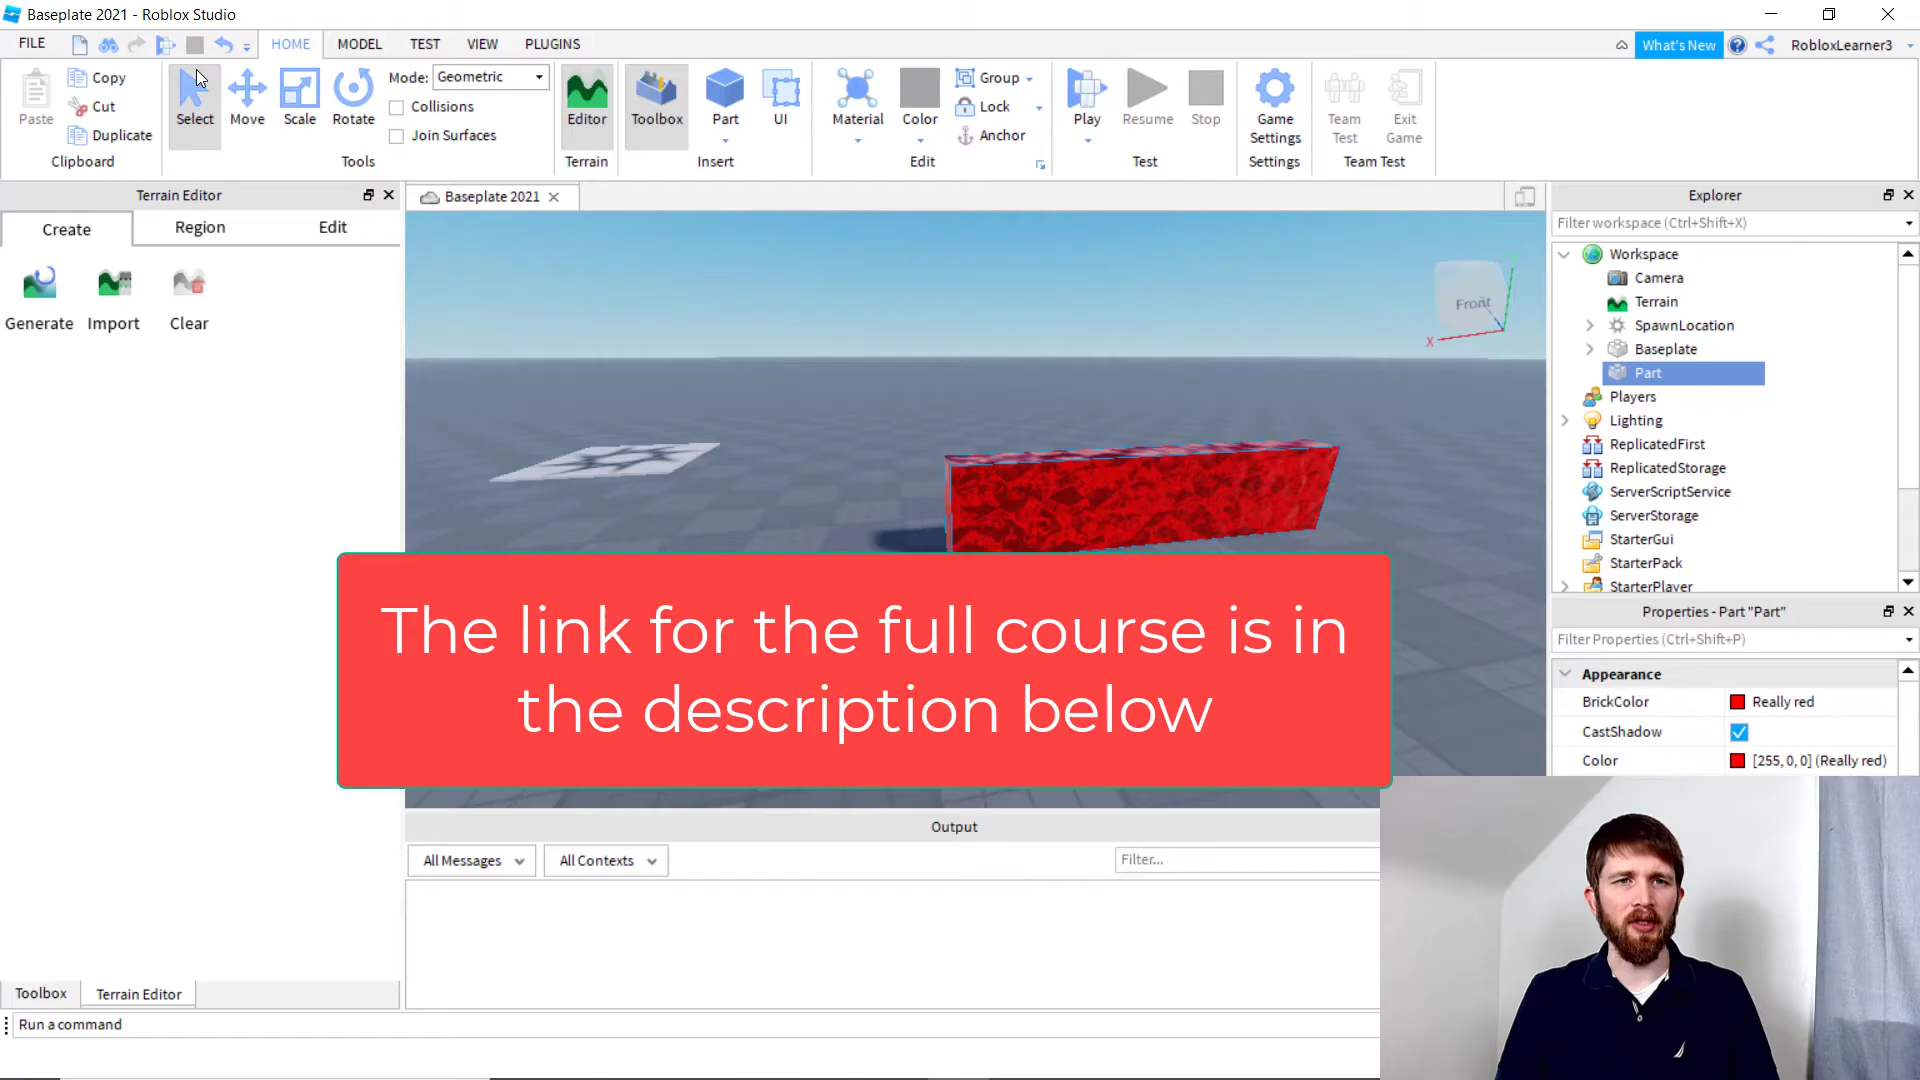 Baseplate 2021 - Roblox Studio
FILE HOME MODEL TEST VIEW PLUGINS What's New RobloxLearner3
Paste
Copy
Cut
Duplicate
Clipboard
Select Move Scale Rotate
Mode: Geometric
Collisions
Join Surfaces
Tools
Editor
Terrain
Toolbox Part UI
Insert
Material Color
Group
Lock
Anchor
Edit
Play Resume Stop
Test
Game
Settings
Settings
Team
Test
Exit
Game
Team Test
Terrain Editor
Create Region Edit
Generate Import Clear
Baseplate 2021
Front
X
The link for the full course is in
the description below
Output
All Messages All Contexts Filter...
Toolbox Terrain Editor
Run a command
Explorer
Filter workspace (Ctrl+Shift+X)
Workspace
Camera
Terrain
SpawnLocation
Baseplate
Part
Players
Lighting
ReplicatedFirst
ReplicatedStorage
ServerScriptService
ServerStorage
StarterGui
StarterPack
StarterPlayer
Properties - Part "Part"
Filter Properties (Ctrl+Shift+P)
Appearance
BrickColor Really red
CastShadow
Color [255, 0, 0] (Really red)